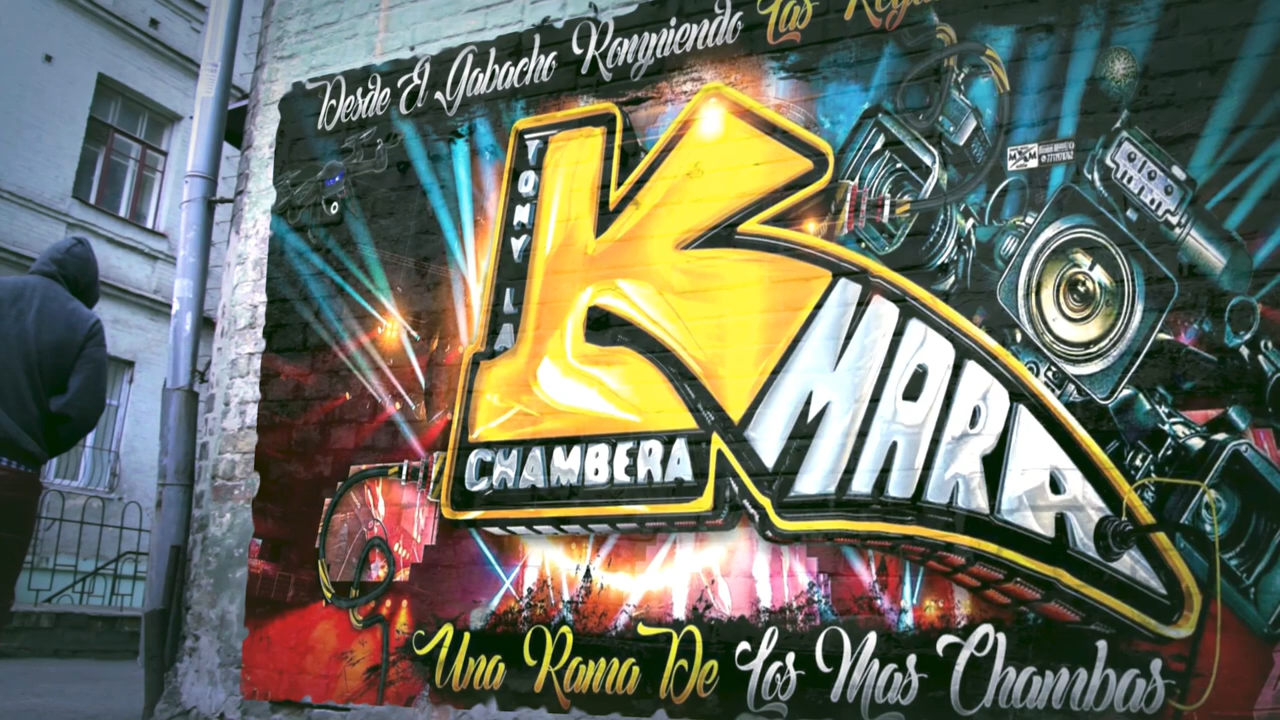 Desde El Gabacho Rompiendo Las
TONY LA
K
MARA
CHAMBERA
Una Rama De Los Mas Chambas